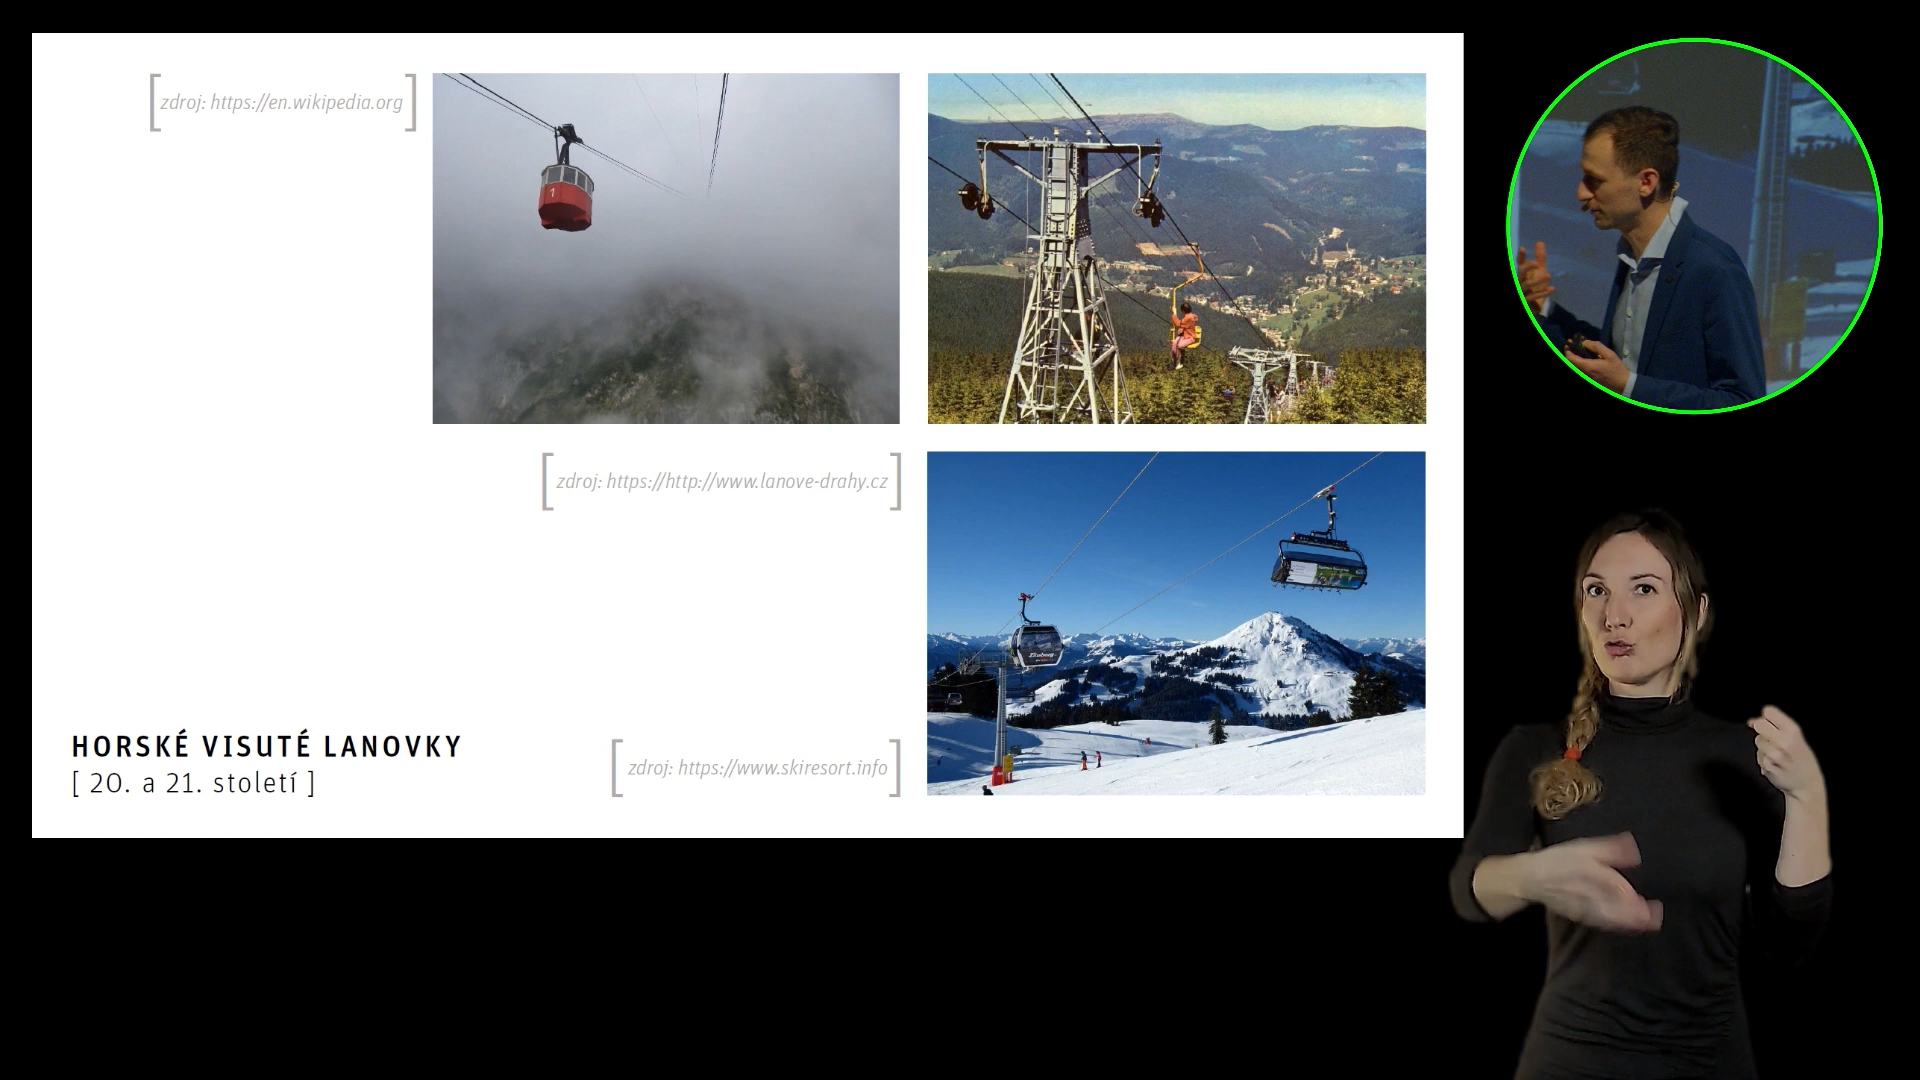 zdroj: https://en.wikipedia.org
1
zdroj: https://http://www.lanove-drahy.cz
HORSKÉ VISUTÉ LANOVKY
[ 20. a 21. století ]
zdroj: https://www.skiresort.info